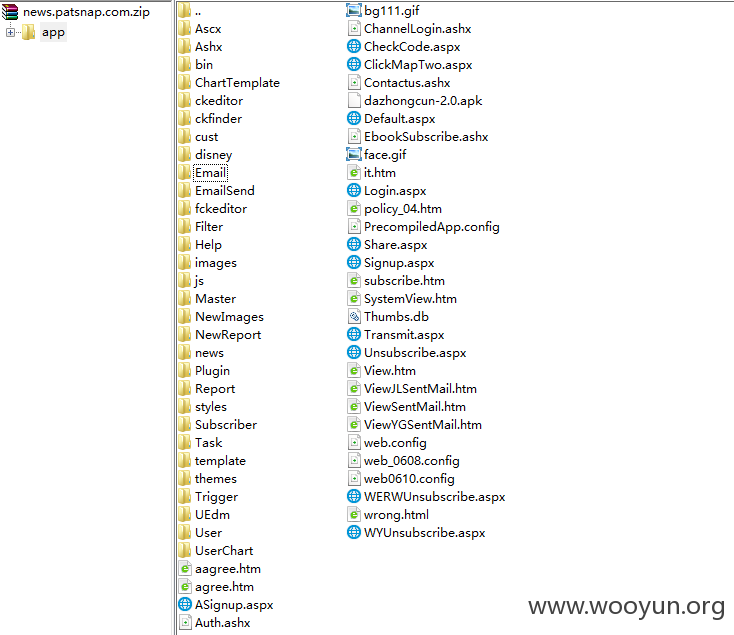 news.patsnap.com.zip
app
..
Ascx
Ashx
bin
ChartTemplate
ckeditor
ckfinder
cust
disney
Email
EmailSend
fckeditor
Filter
Help
images
js
Master
NewImages
NewReport
news
Plugin
Report
styles
Subscriber
Task
template
themes
Trigger
UEdm
User
UserChart
aagree.htm
agree.htm
ASignup.aspx
Auth.ashx
bg111.gif
ChannelLogin.ashx
CheckCode.aspx
ClickMapTwo.aspx
Contactus.ashx
dazhongcun-2.0.apk
Default.aspx
EbookSubscribe.ashx
face.gif
it.htm
Login.aspx
policy_04.htm
PrecompiledApp.config
Share.aspx
Signup.aspx
subscribe.htm
SystemView.htm
Thumbs.db
Transmit.aspx
Unsubscribe.aspx
View.htm
ViewJLSentMail.htm
ViewSentMail.htm
ViewYGSentMail.htm
web.config
web_0608.config
web0610.config
WERWUnsubscribe.aspx
wrong.html
WYUnsubscribe.aspx
www.wooyun.org